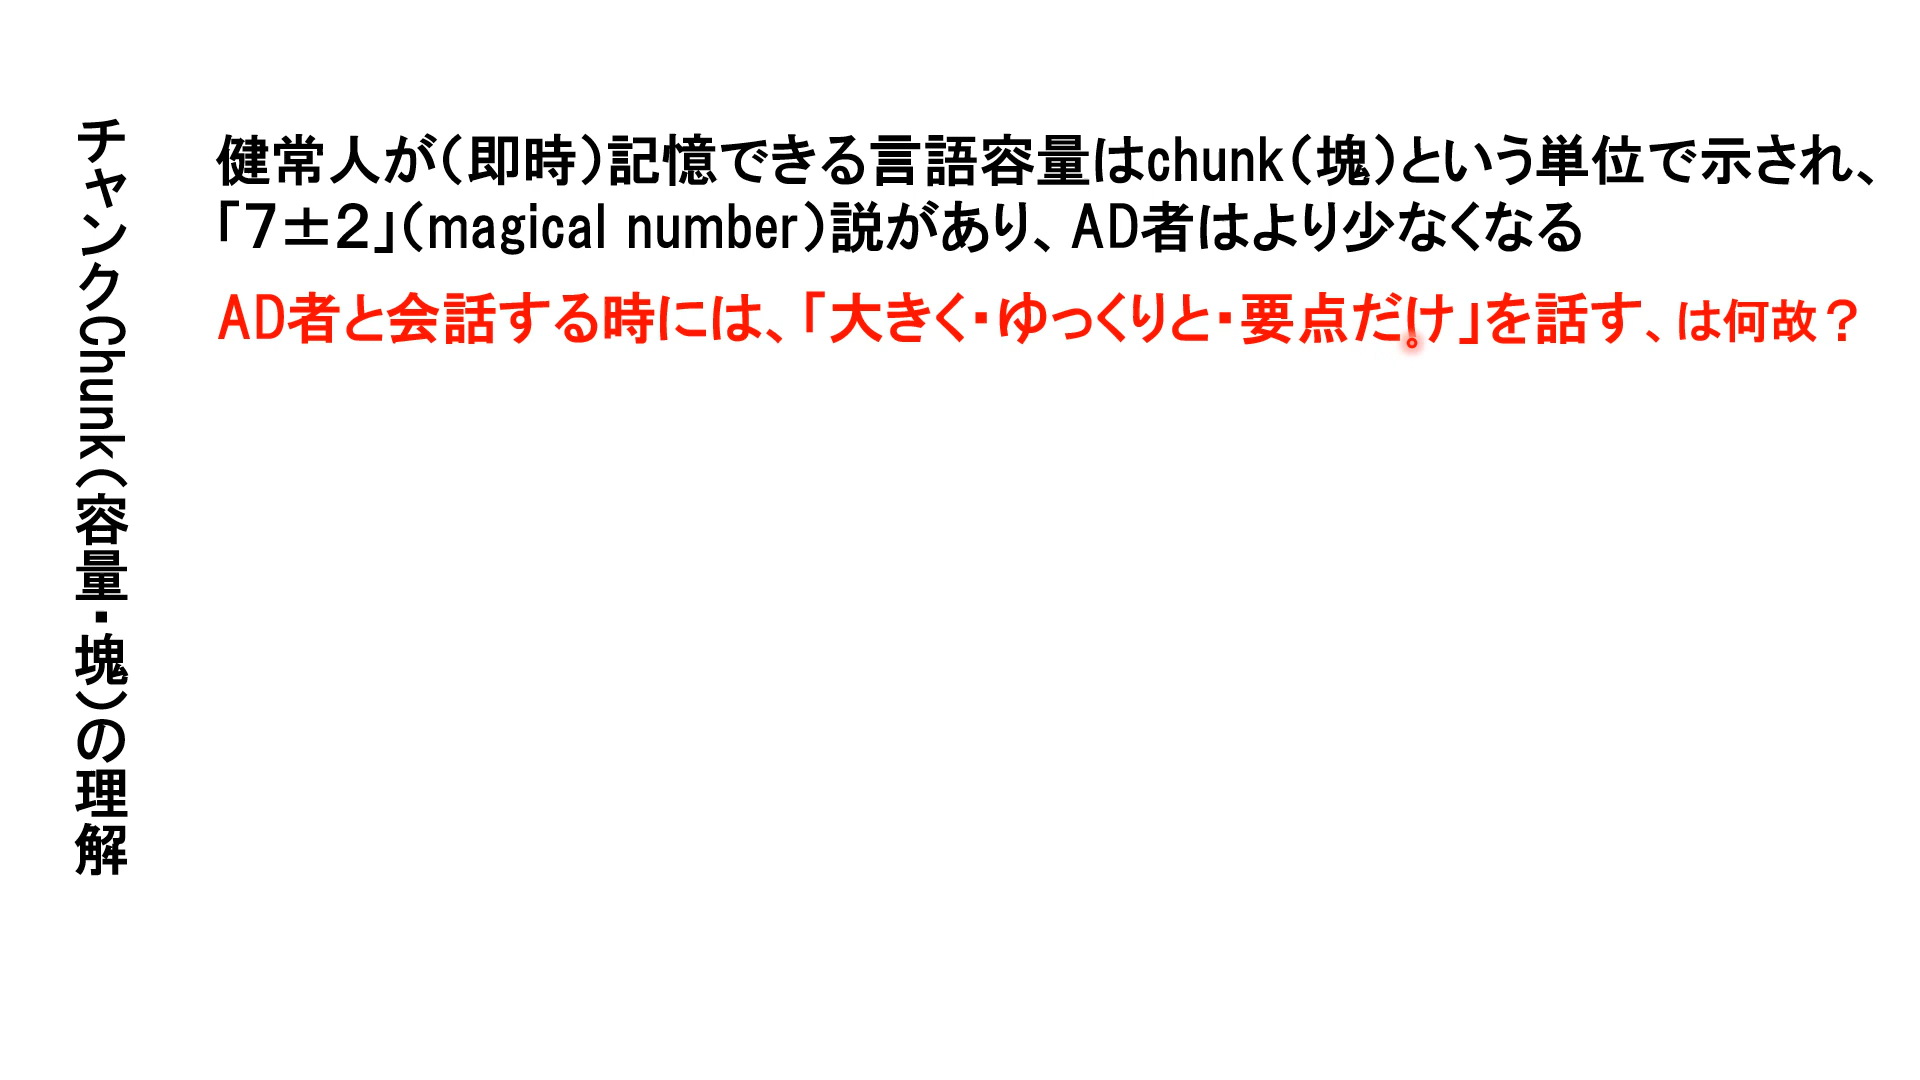 チャンクChunk（容量・塊）の理解
健常人が（即時）記憶できる言語容量はchunk（塊）という単位で示され、
「７±２」（magical number）説があり、AD者はより少なくなる
AD者と会話する時には、「大きく・ゆっくりと・要点だけ」を話す、は何故？